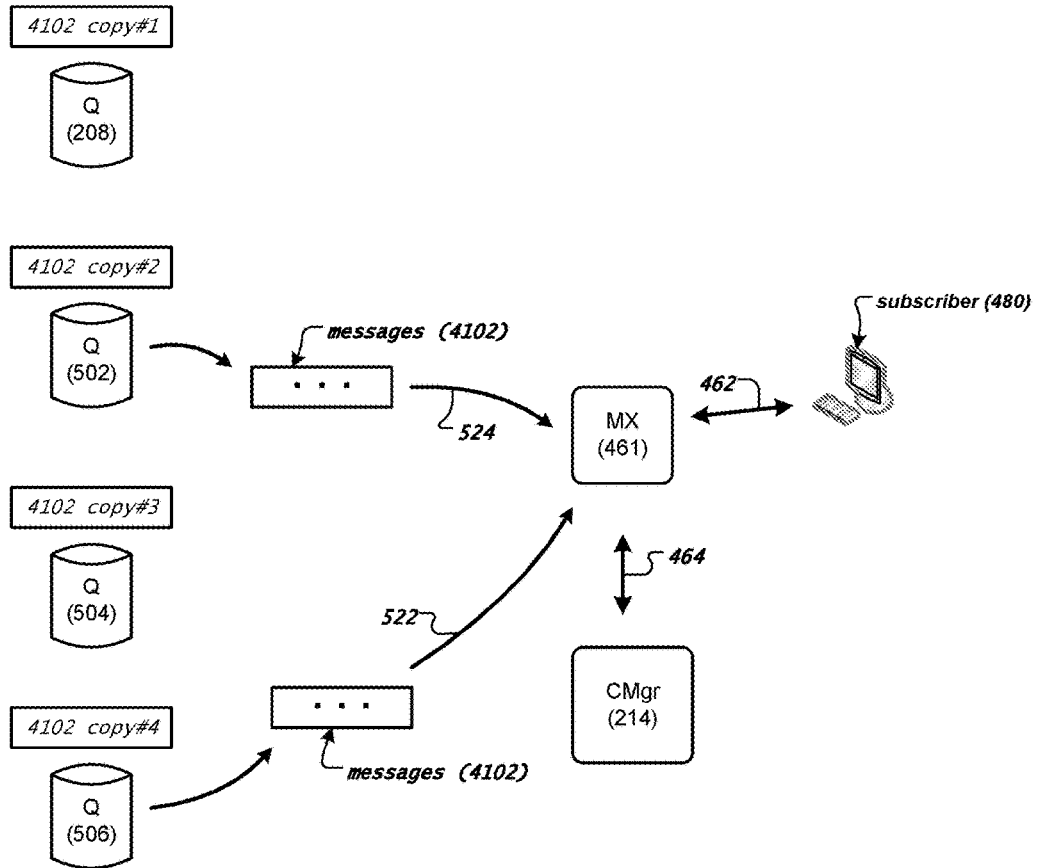 4102 copy#1
Q
(208)
4102 copy#2
Q
(502)
messages (4102)
. . .
524
subscriber (480)
462
MX
(461)
4102 copy#3
Q
(504)
464
522
4102 copy#4
Q
(506)
. . .
messages (4102)
CMgr
(214)